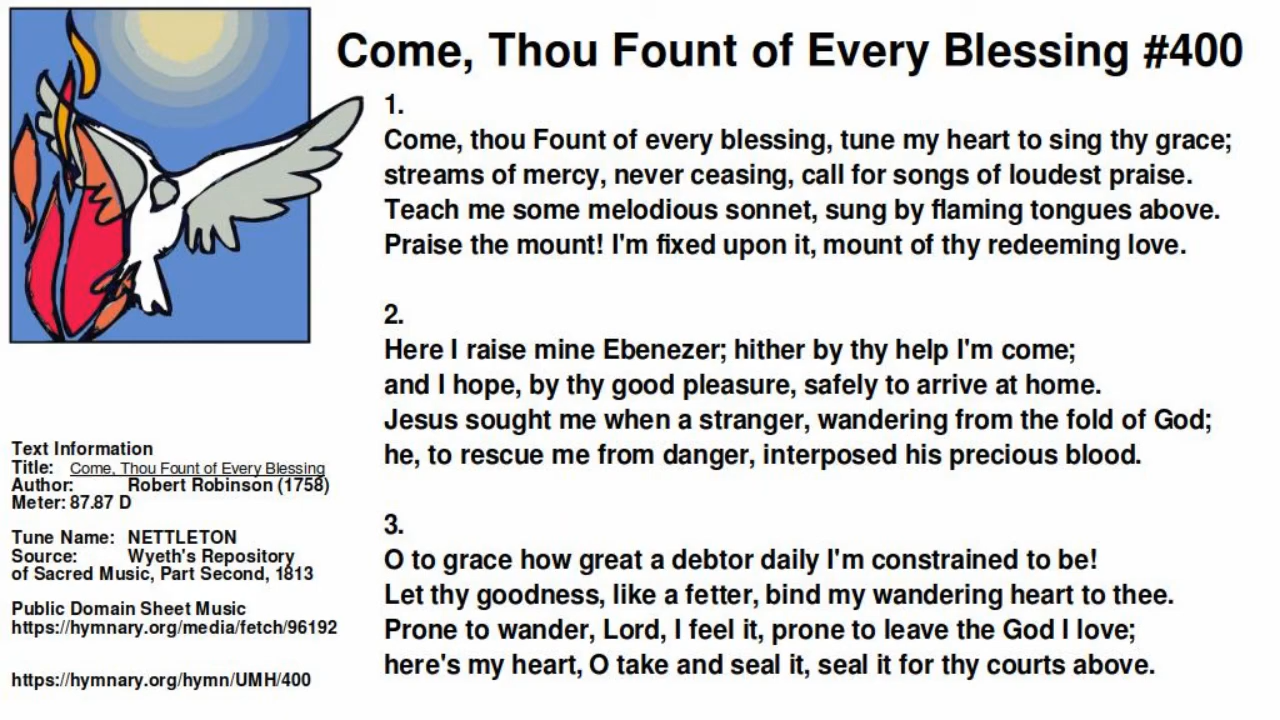 Come, Thou Fount of Every Blessing #400
1.
Come, thou Fount of every blessing, tune my heart to sing thy grace;
streams of mercy, never ceasing, call for songs of loudest praise.
Teach me some melodious sonnet, sung by flaming tongues above.
Praise the mount! I'm fixed upon it, mount of thy redeeming love.
2.
Here I raise mine Ebenezer; hither by thy help I'm come;
and I hope, by thy good pleasure, safely to arrive at home.
Jesus sought me when a stranger, wandering from the fold of God;
he, to rescue me from danger, interposed his precious blood.
3.
O to grace how great a debtor daily I'm constrained to be!
Let thy goodness, like a fetter, bind my wandering heart to thee.
Prone to wander, Lord, I feel it, prone to leave the God I love;
here's my heart, O take and seal it, seal it for thy courts above.
Text Information
Title: Come, Thou Fount of Every Blessing
Author: Robert Robinson (1758)
Meter: 87.87 D
Tune Name: NETTLETON
Source: Wyeth's Repository
of Sacred Music, Part Second, 1813
Public Domain Sheet Music
https://hymnary.org/media/fetch/96192
https://hymnary.org/hymn/UMH/400